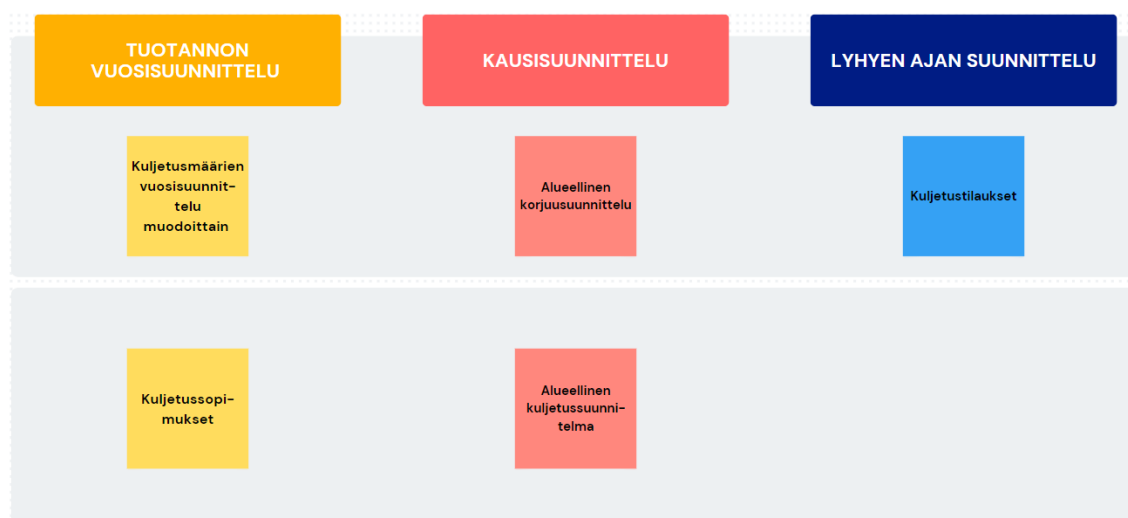 TUOTANNON
VUOSISUUNNITTELU
KAUSISUUNNITTELU
LYHYEN AJAN SUUNNITTELU
Kuljetusmäärien
vuosisuunnit-
telu
muodoittain
Alueellinen
korjuusuunnittelu
Kuljetustilaukset
Kuljetussopi-
mukset
Alueellinen
kuljetussuunni-
telma